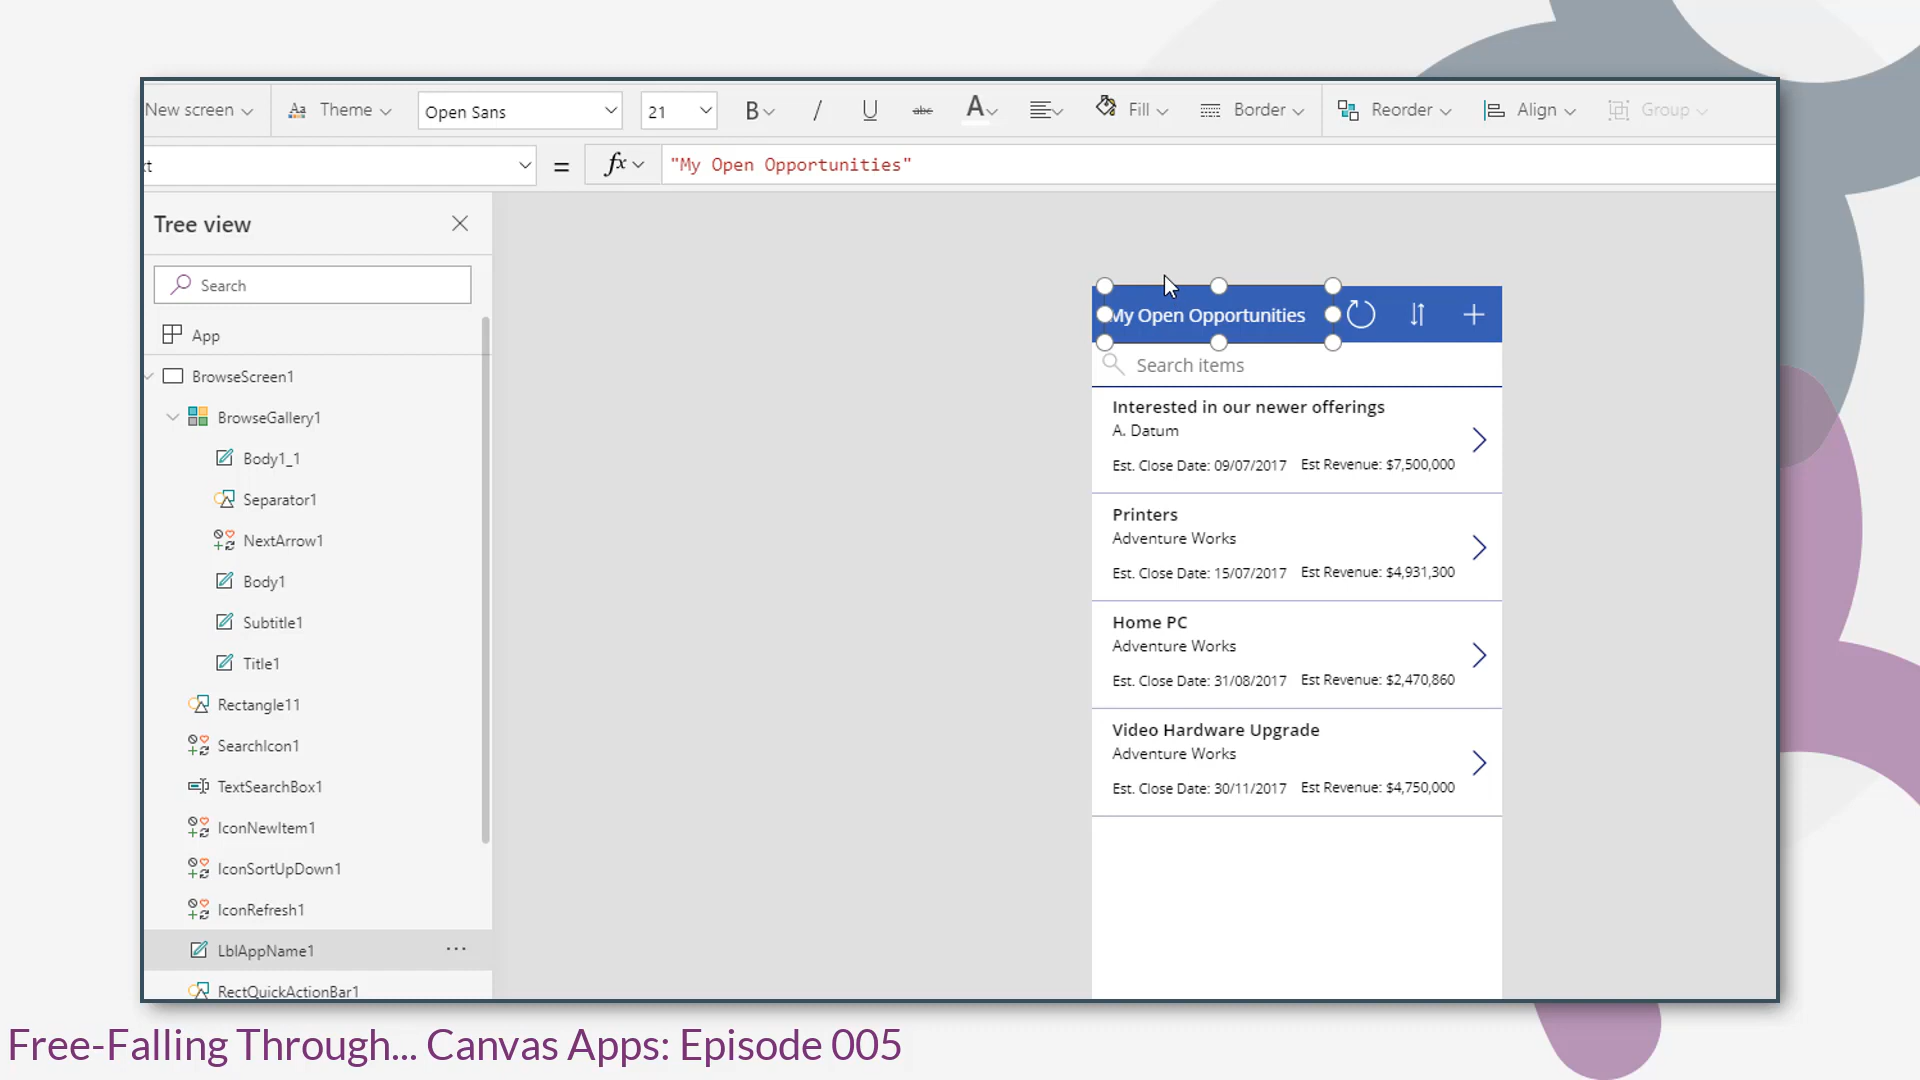 New screen
Theme
Open Sans
21
B
I
U
abc
A
Fill
Border
Reorder
Align
Group
xt
=
fx
"My Open Opportunities"
Tree view
Search
App
BrowseScreen1
BrowseGallery1
Body1_1
Separator1
NextArrow1
Body1
Subtitle1
Title1
Rectangle11
SearchIcon1
TextSearchBox1
IconNewItem1
IconSortUpDown1
IconRefresh1
LblAppName1
RectQuickActionBar1
My Open Opportunities
Search items
Interested in our newer offerings
A. Datum
Est. Close Date: 09/07/2017 Est Revenue: $7,500,000
Printers
Adventure Works
Est. Close Date: 15/07/2017 Est Revenue: $4,931,300
Home PC
Adventure Works
Est. Close Date: 31/08/2017 Est Revenue: $2,470,860
Video Hardware Upgrade
Adventure Works
Est. Close Date: 30/11/2017 Est Revenue: $4,750,000
Free-Falling Through... Canvas Apps: Episode 005